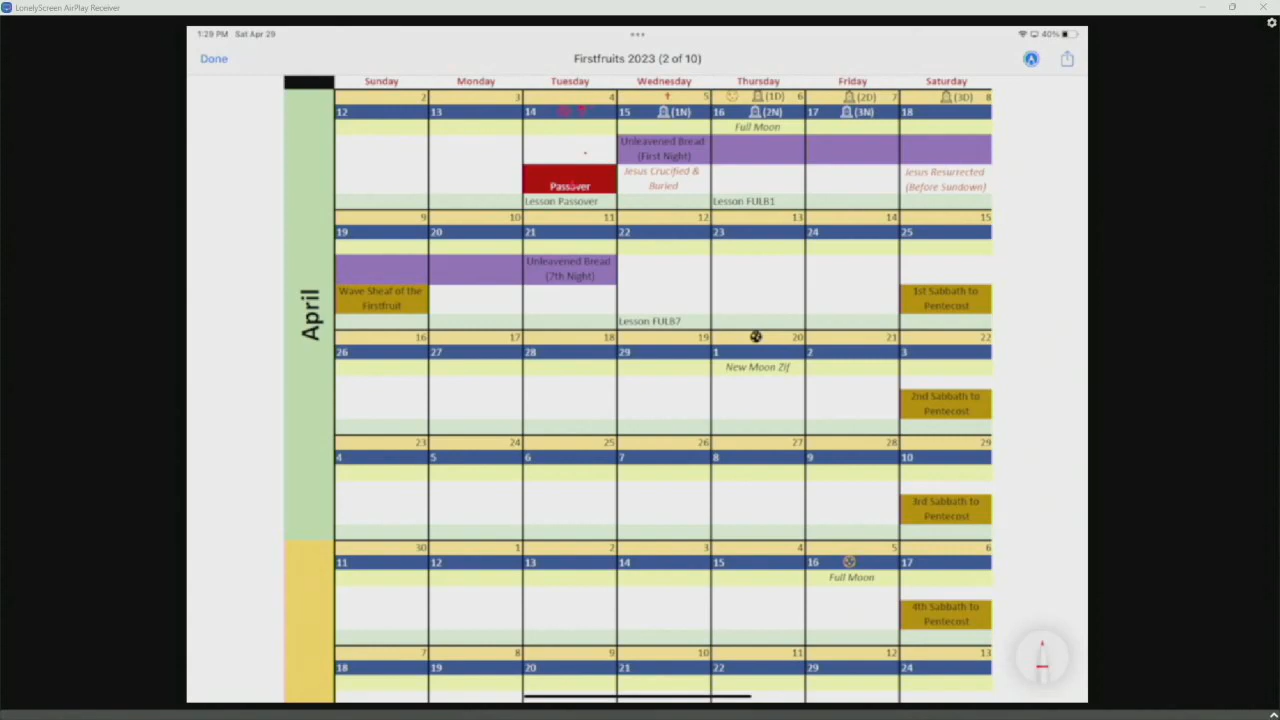 LonelyScreen AirPlay Receiver
1:29 PM Sat Apr 29
40%
Done
Firstfruits 2023 (2 of 10)
Sunday Monday Tuesday Wednesday Thursday Friday Saturday
2 3 4 5 (1D) 6 (2D) 7 (3D) 8
12 13 14 15 (1N) 16 (2N) 17 (3N) 18
Full Moon
Unleavened Bread
(First Night)
Passover
Jesus Crucified &
Buried
Jesus Resurrected
(Before Sundown)
Lesson Passover
Lesson FULB1
9 10 11 12 13 14 15
19 20 21 22 23 24 25
Unleavened Bread
(7th Night)
Wave Sheaf of the
Firstfruit
1st Sabbath to
Pentecost
Lesson FULB7
April
16 17 18 19 20 21 22
26 27 28 29 1 2 3
New Moon Zif
2nd Sabbath to
Pentecost
23 24 25 26 27 28 29
4 5 6 7 8 9 10
3rd Sabbath to
Pentecost
30 1 2 3 4 5 6
11 12 13 14 15 16 17
Full Moon
4th Sabbath to
Pentecost
7 8 9 10 11 12 13
18 19 20 21 22 29 24